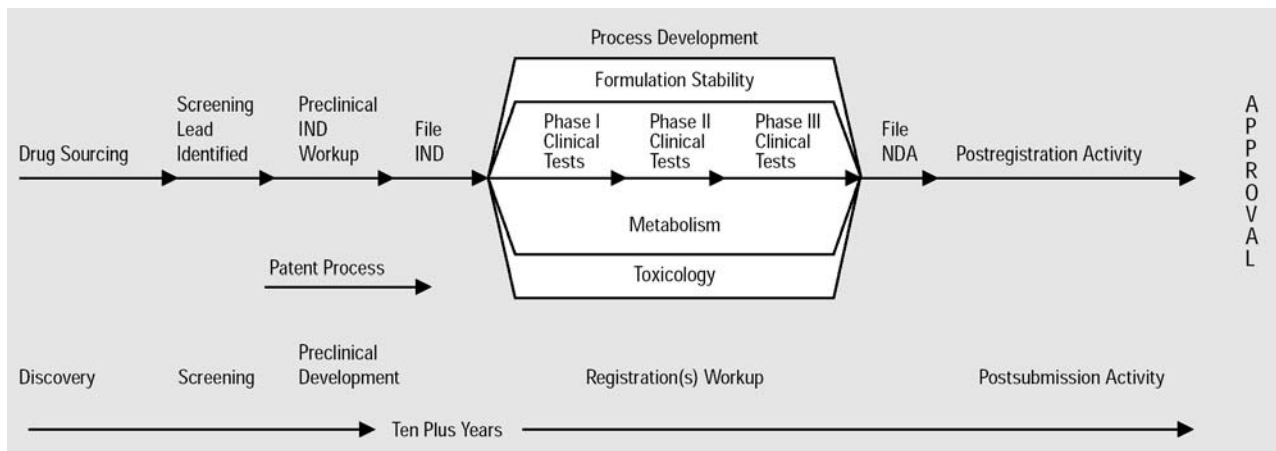 Process Development
Formulation Stability
Drug Sourcing
Screening
Lead
Identified
Preclinical
IND
Workup
File
IND
Phase I
Clinical
Tests
Phase II
Clinical
Tests
Phase III
Clinical
Tests
File
NDA
Postregistration Activity
APPROVAL
Metabolism
Toxicology
Patent Process
Discovery
Screening
Preclinical
Development
Registration(s) Workup
Postsubmission Activity
Ten Plus Years